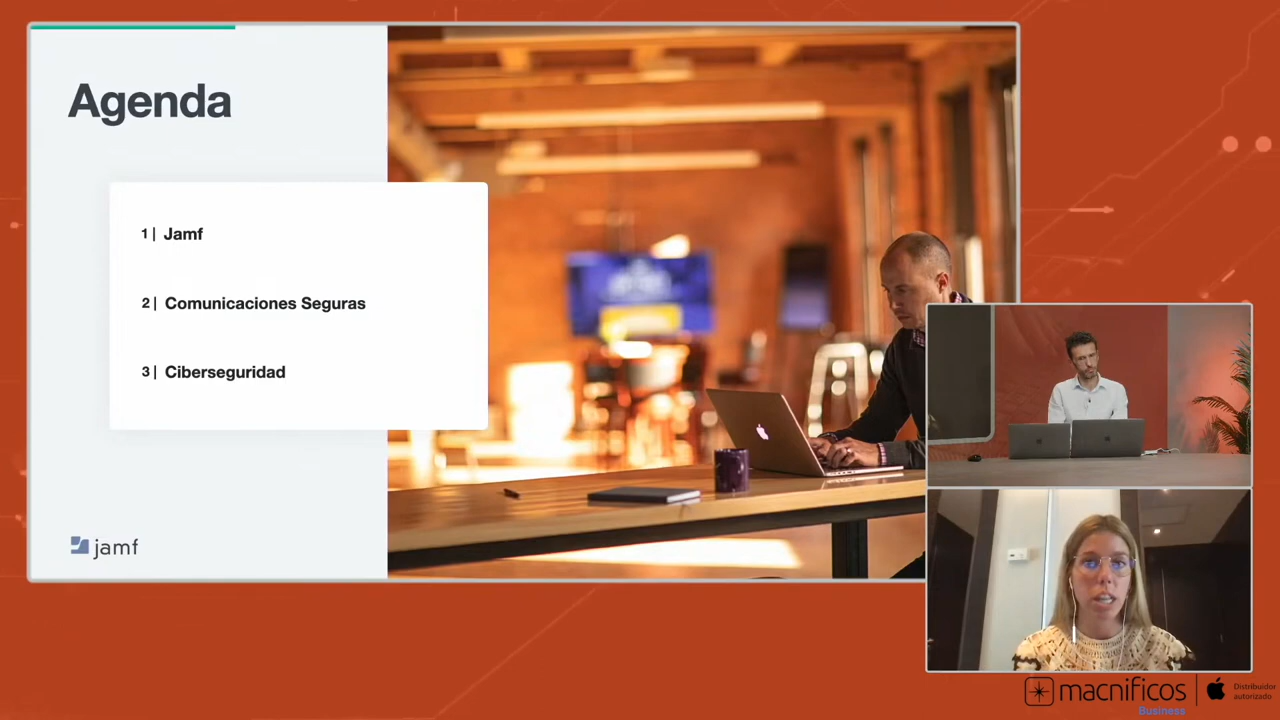 Agenda
1| Jamf
2| Comunicaciones Seguras
3| Ciberseguridad
jamf
macnificos
Business
Distribuidor
autorizado